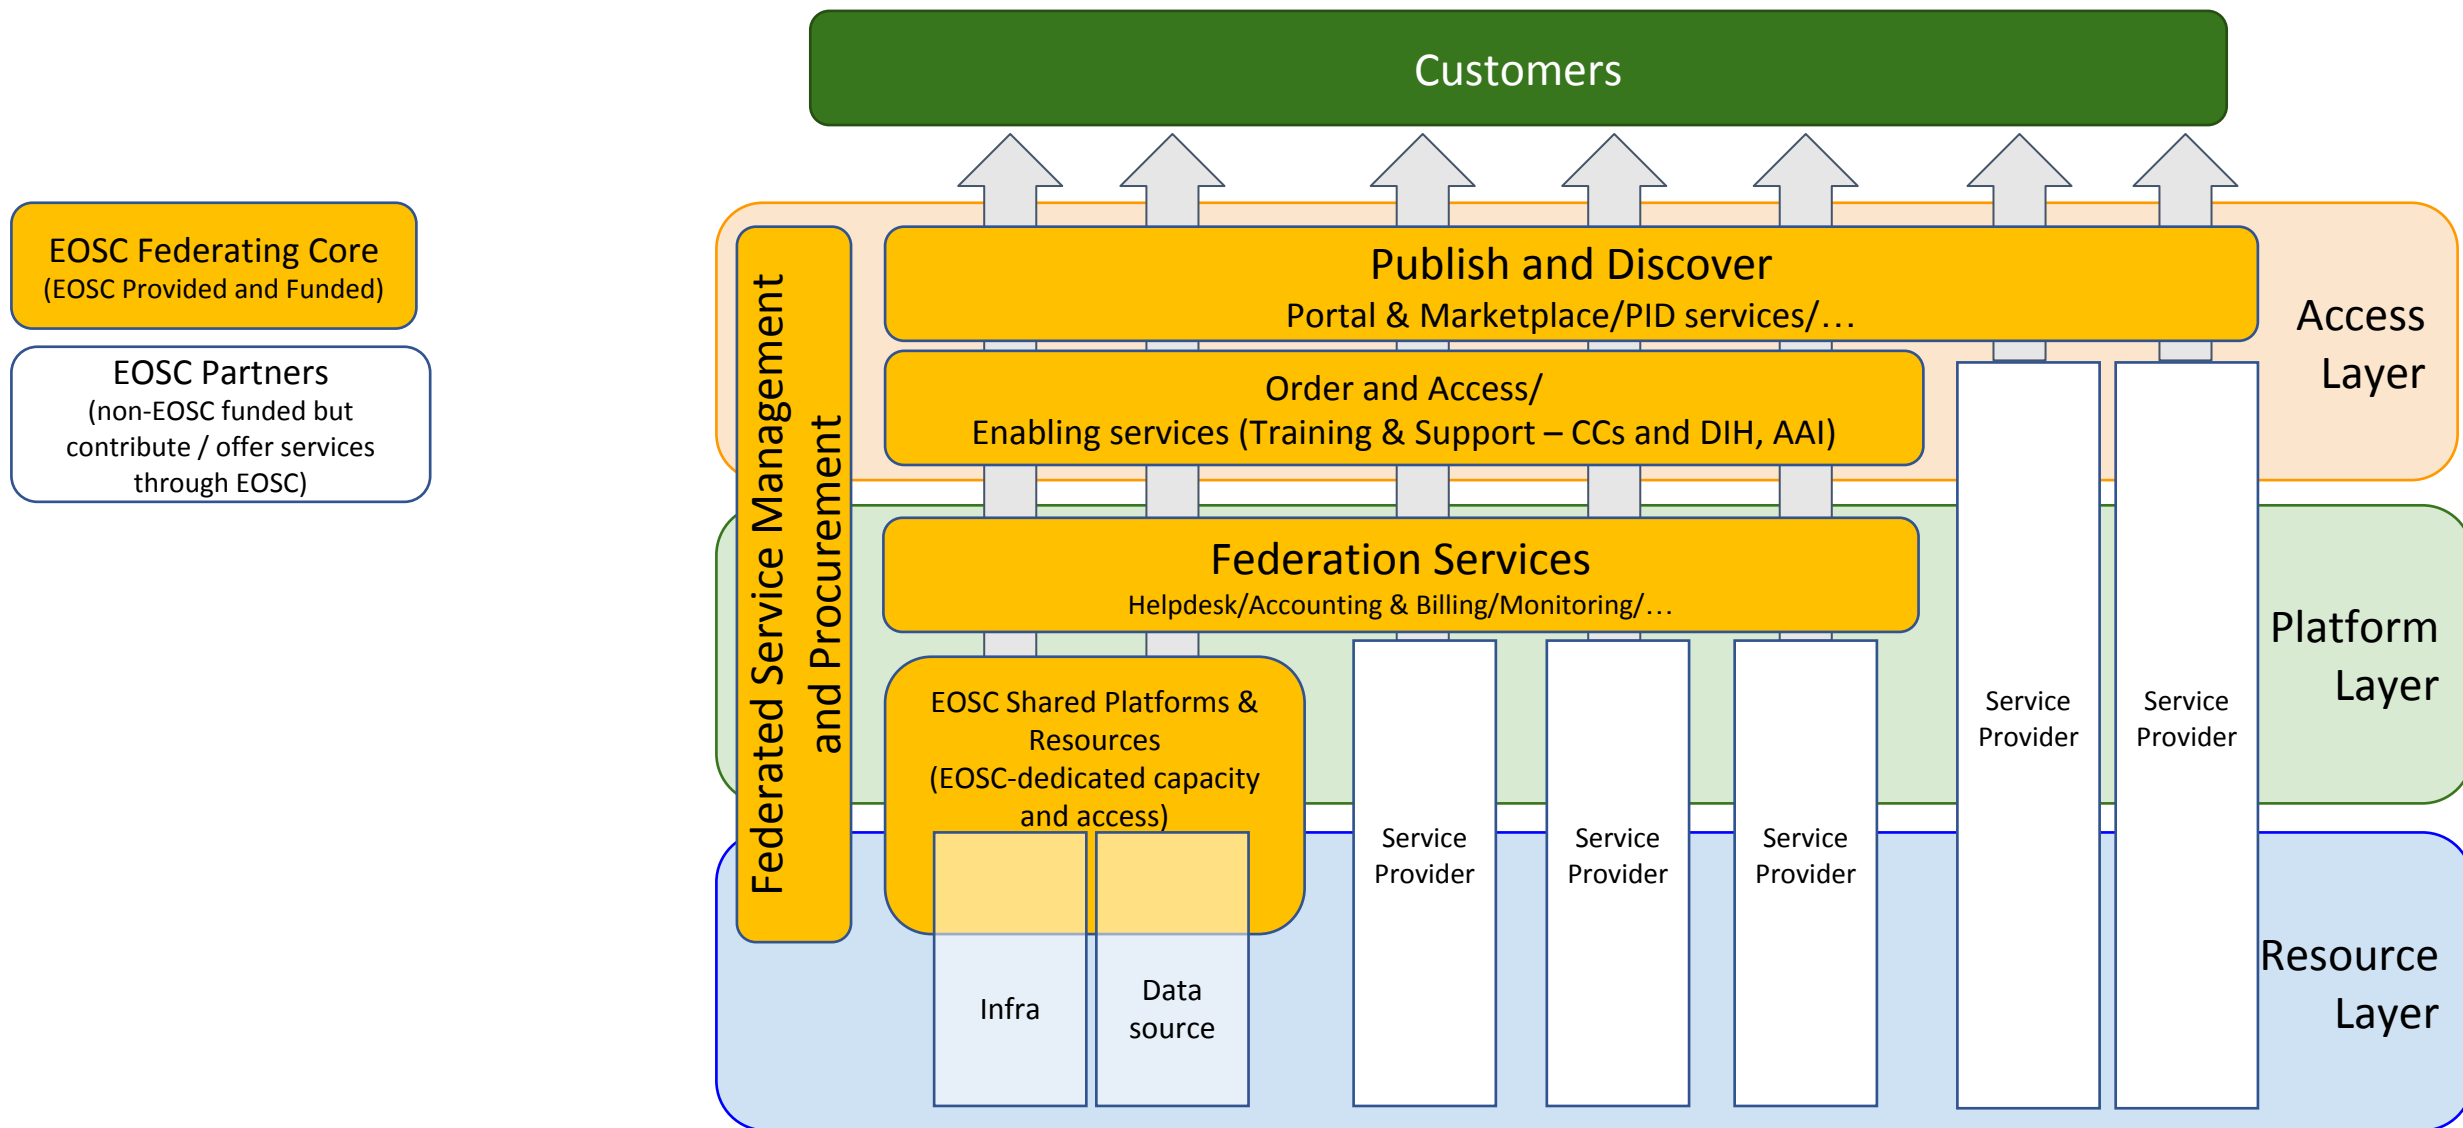 Customers
EOSC Federating Core
(EOSC Provided and Funded)
EOSC Partners
(non-EOSC funded but
contribute / offer services
through EOSC)
Federated Service Management
and Procurement
Publish and Discover
Portal & Marketplace/PID services/…
Access
Layer
Order and Access/
Enabling services (Training & Support – CCs and DIH, AAI)
Federation Services
Helpdesk/Accounting & Billing/Monitoring/…
Platform
Layer
EOSC Shared Platforms &
Resources
(EOSC-dedicated capacity
and access)
Service
Provider
Service
Provider
Service
Provider
Service
Provider
Service
Provider
Infra
Data
source
Resource
Layer